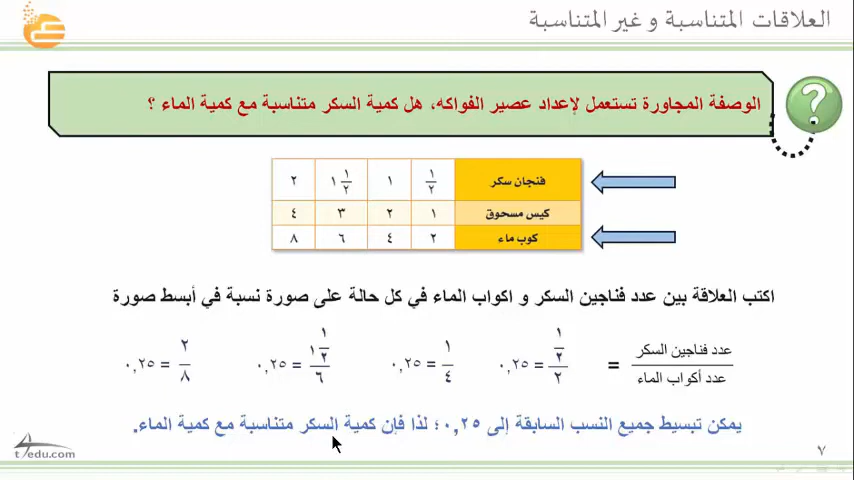 العلاقات المتناسبة و غير المتناسبة
الوصفة المجاورة تستعمل لإعداد عصير الفواكه، هل كمية السكر متناسبة مع كمية الماء ؟
?
فنجان سكر ١/٢ ١ ١ ١/٢ ٢
كيس مسحوق ١ ٢ ٣ ٤
كوب ماء ٢ ٤ ٦ ٨
اكتب العلاقة بين عدد فناجين السكر و اكواب الماء في كل حالة على صورة نسبة في أبسط صورة
عدد فناجين السكر
عدد أكواب الماء
= ١/٢ / ٢ = ٠,٢٥ ١/٤ = ٠,٢٥ ١ ١/٢ / ٦ = ٠,٢٥ ٢/٨ = ٠,٢٥
يمكن تبسيط جميع النسب السابقة إلى ٠,٢٥ ؛ لذا فإن كمية السكر متناسبة مع كمية الماء.
t4edu.com
٧